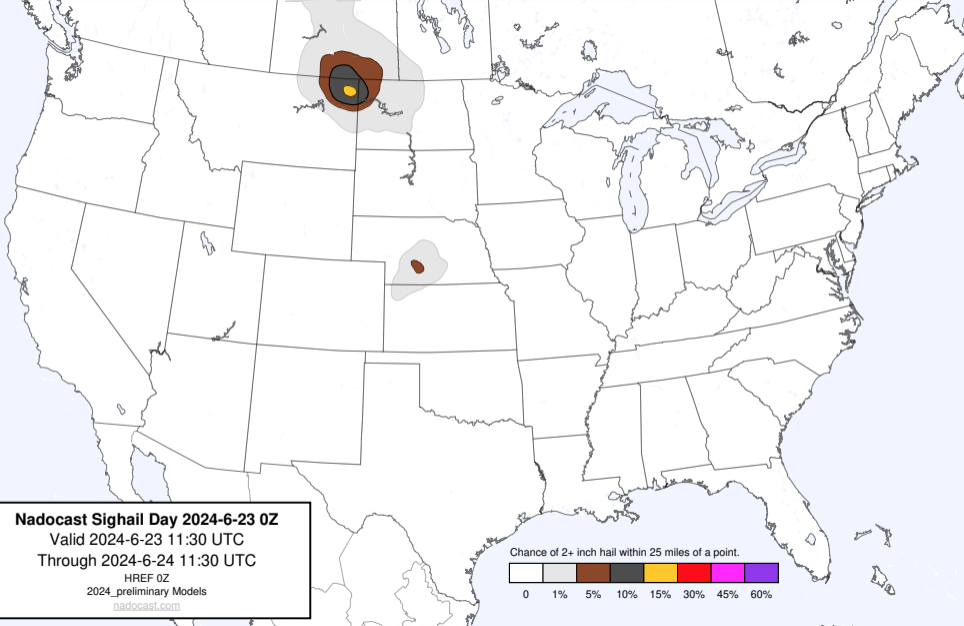 Nadocast Sighail Day 2024-6-23 0Z
Valid 2024-6-23 11:30 UTC
Through 2024-6-24 11:30 UTC
HREF 0Z
2024_preliminary Models
nadocast.com
Chance of 2+ inch hail within 25 miles of a point.
0 1% 5% 10% 15% 30% 45% 60%